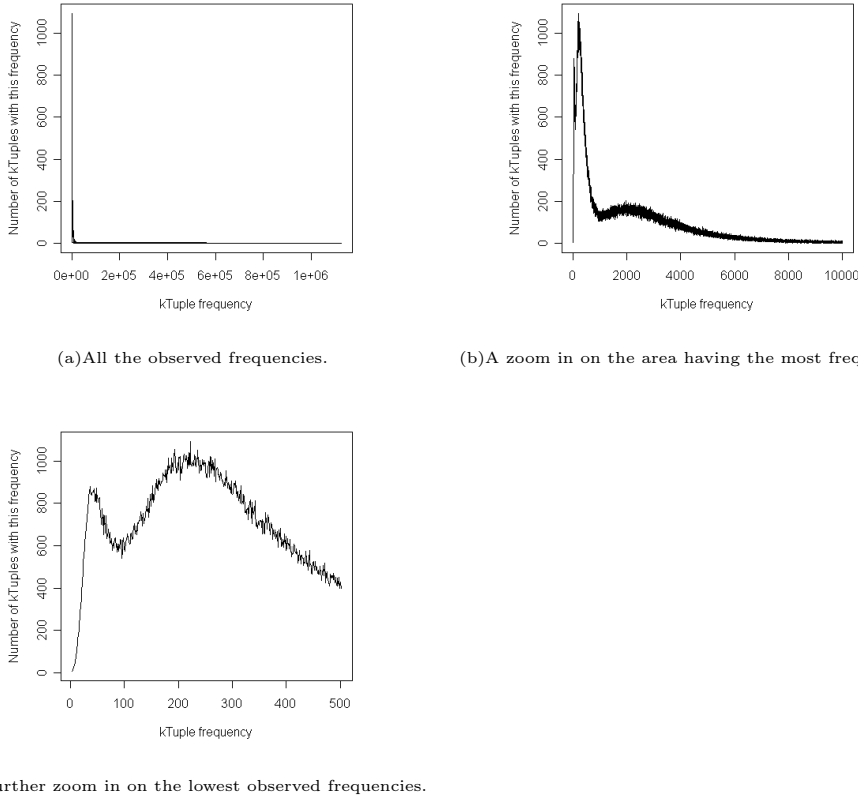 Number of kTuples with this frequency
0 200 400 600 800 1000
0e+00 2e+05 4e+05 6e+05 8e+05 1e+06
kTuple frequency
(a)All the observed frequencies.
Number of kTuples with this frequency
0 200 400 600 800 1000
0 2000 4000 6000 8000 10000
kTuple frequency
(b)A zoom in on the area having the most freq
Number of kTuples with this frequency
0 200 400 600 800 1000
0 100 200 300 400 500
kTuple frequency
urther zoom in on the lowest observed frequencies.